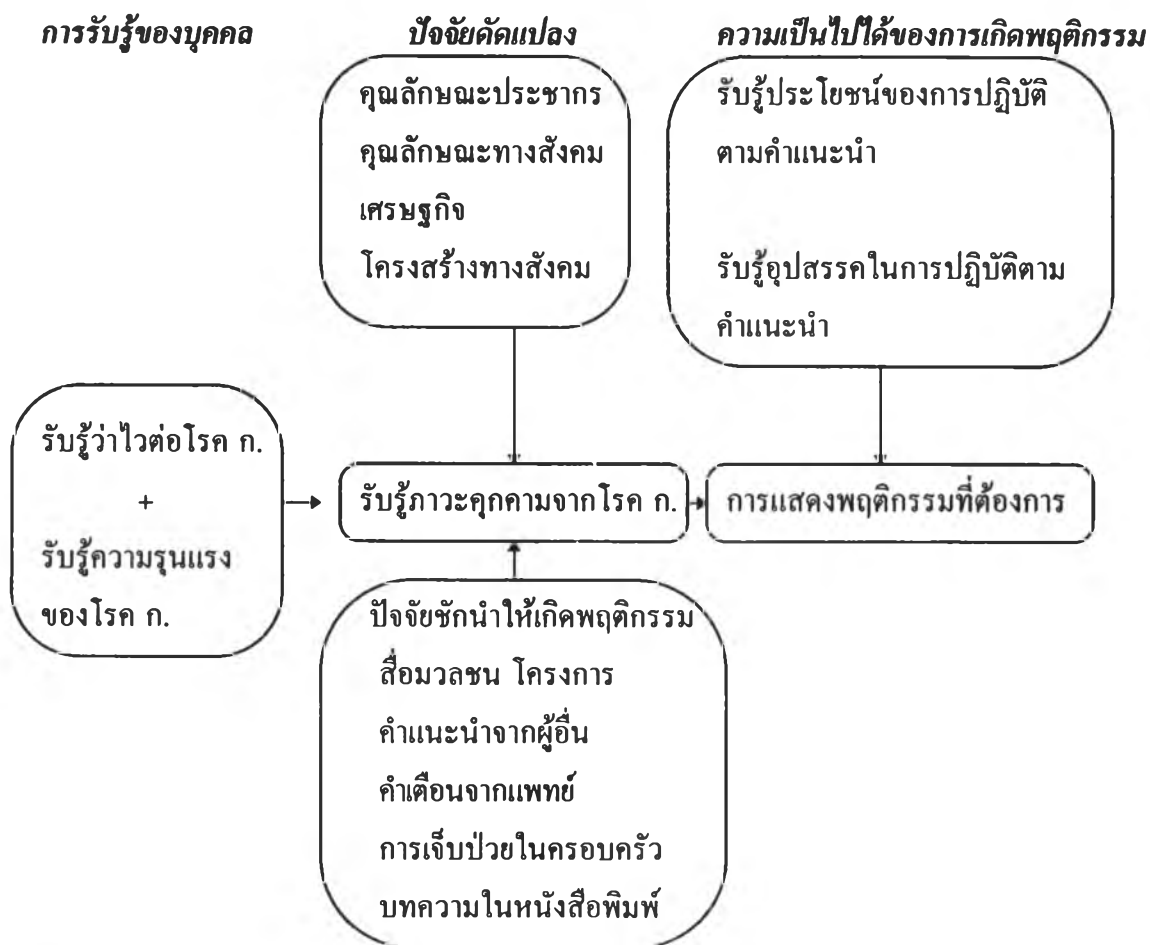 การรับรู้ของบุคคล
ปัจจัยดัดแปลง
ความเป็นไปได้ของการเกิดพฤติกรรม
คุณลักษณะประชากร
คุณลักษณะทางสังคม
เศรษฐกิจ
โครงสร้างทางสังคม
รับรู้ประโยชน์ของการปฏิบัติ
ตามคำแนะนำ
รับรู้อุปสรรคในการปฏิบัติตาม
คำแนะนำ
รับรู้ว่าไวต่อโรค ก.
+
รับรู้ความรุนแรง
ของโรค ก.
รับรู้ภาวะคุกคามจากโรค ก.
การแสดงพฤติกรรมที่ต้องการ
ปัจจัยชักนำให้เกิดพฤติกรรม
สื่อมวลชน โครงการ
คำแนะนำจากผู้อื่น
คำเตือนจากแพทย์
การเจ็บป่วยในครอบครัว
บทความในหนังสือพิมพ์